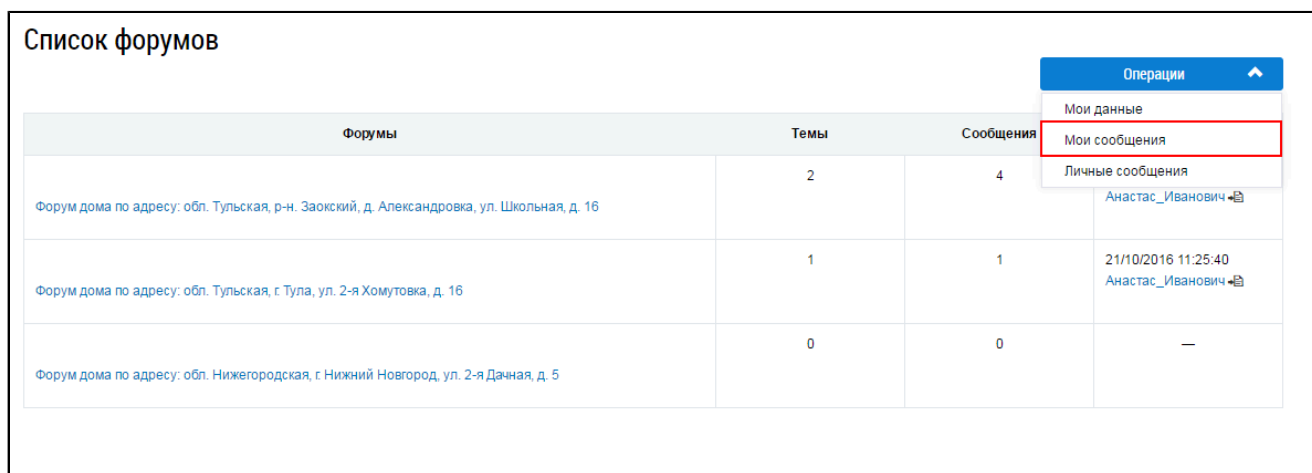 Список форумов
Операции
Мои данные
Мои сообщения
Личные сообщения
Форумы
Темы
Сообщения
Форум дома по адресу: обл. Тульская, р-н. Заокский, д. Александровка, ул. Школьная, д. 16
2
4
Анастас_Иванович
Форум дома по адресу: обл. Тульская, г. Тула, ул. 2-я Хомутовка, д. 16
1
1
21/10/2016 11:25:40
Анастас_Иванович
Форум дома по адресу: обл. Нижегородская, г. Нижний Новгород, ул. 2-я Дачная, д. 5
0
0
—